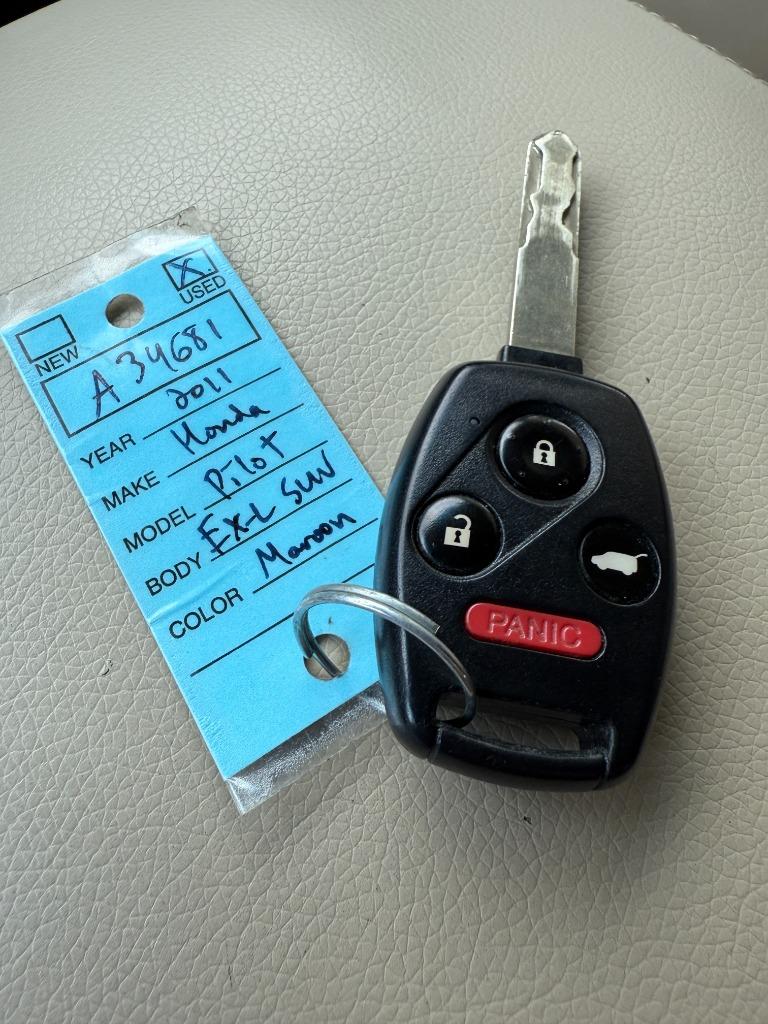 NEW
X USED
A34681
YEAR 2011
MAKE Honda
MODEL Pilot
BODY EX-L SUV
COLOR Maroon
PANIC